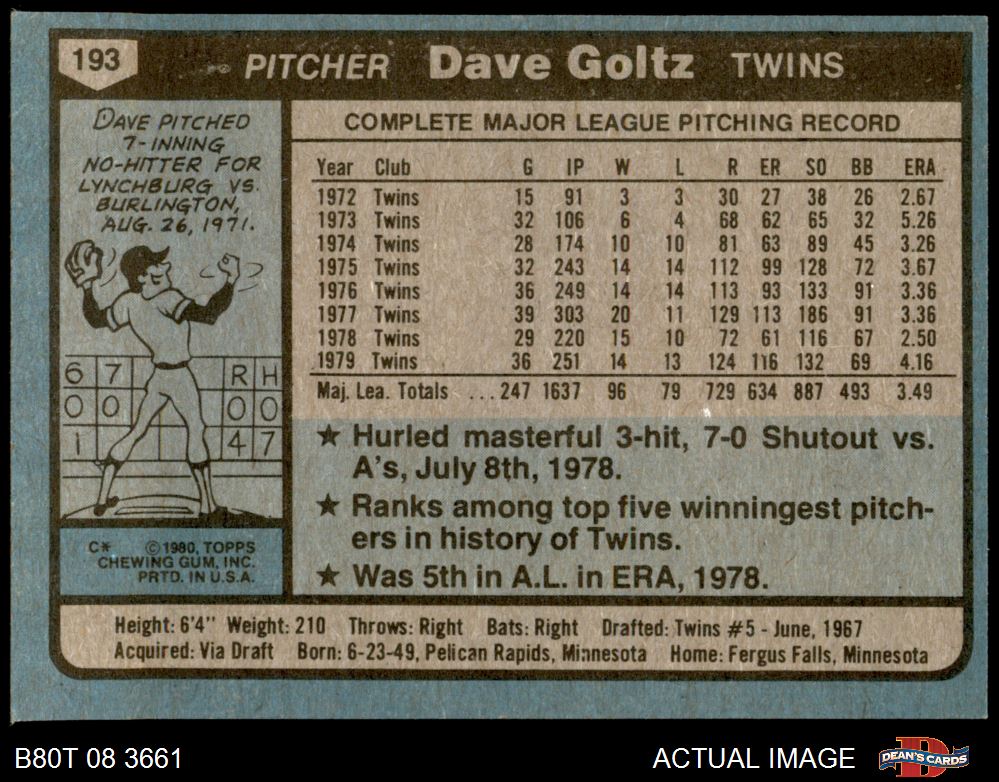 193 PITCHER Dave Goltz TWINS
DAVE PITCHED
7-INNING
NO-HITTER FOR
LYNCHBURG VS.
BURLINGTON,
AUG. 26, 1971.
6 7 R H
0 0 0 0
1 4 7
C* ©1980, TOPPS
CHEWING GUM, INC.
PRTD. IN U.S.A.
COMPLETE MAJOR LEAGUE PITCHING RECORD
Year Club G IP W L R ER SO BB ERA
1972 Twins 15 91 3 3 30 27 38 26 2.67
1973 Twins 32 106 6 4 68 62 65 32 5.26
1974 Twins 28 174 10 10 81 63 89 45 3.26
1975 Twins 32 243 14 14 112 99 128 72 3.67
1976 Twins 36 249 14 14 113 93 133 91 3.36
1977 Twins 39 303 20 11 129 113 186 91 3.36
1978 Twins 29 220 15 10 72 61 116 67 2.50
1979 Twins 36 251 14 13 124 116 132 69 4.16
Maj. Lea. Totals ... 247 1637 96 79 729 634 887 493 3.49
★ Hurled masterful 3-hit, 7-0 Shutout vs.
A's, July 8th, 1978.
★ Ranks among top five winningest pitch-
ers in history of Twins.
★ Was 5th in A.L. in ERA, 1978.
Height: 6'4" Weight: 210 Throws: Right Bats: Right Drafted: Twins #5 - June, 1967
Acquired: Via Draft Born: 6-23-49, Pelican Rapids, Minnesota Home: Fergus Falls, Minnesota
B80T 08 3661 ACTUAL IMAGE DEAN'S CARDS